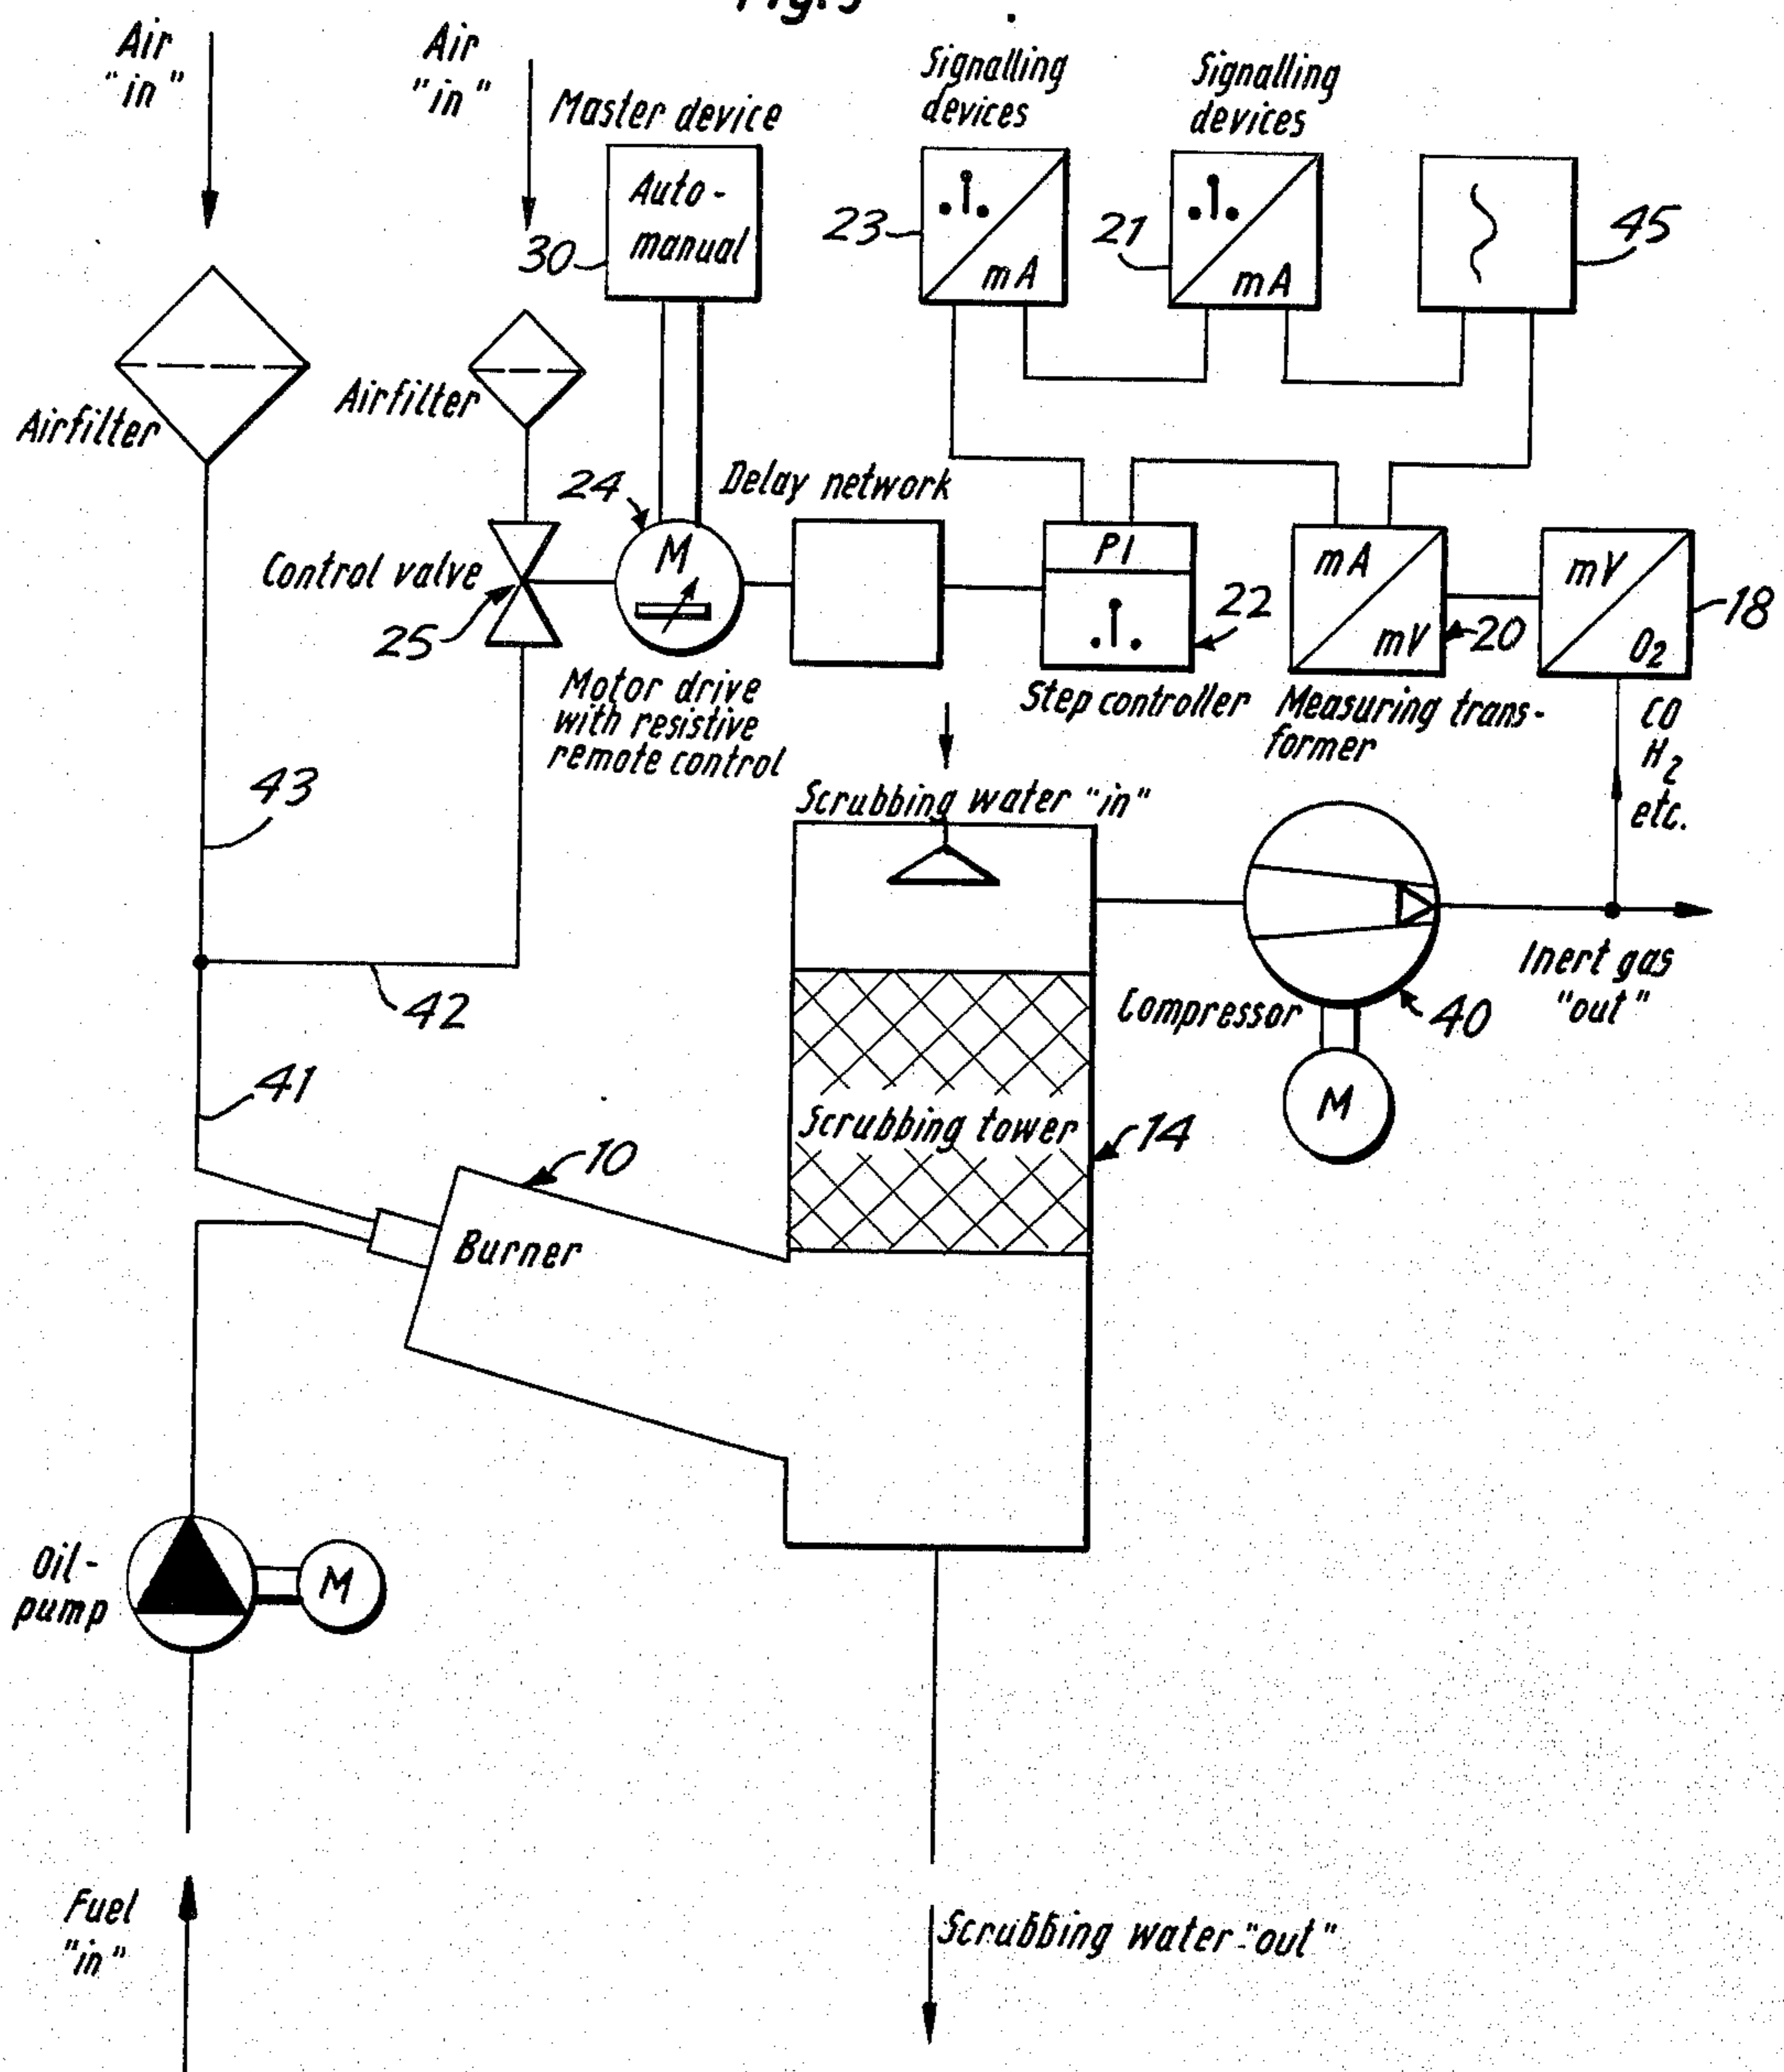 Fig. 3
Air
"in"
Air
"in"
Master device
Signalling
devices
Signalling
devices
Auto-
manual
30
23
mA
21
mA
45
Airfilter
Airfilter
24
Delay network
Control valve
25
M
PI
22
mA
mV
20
mV
O2
18
Motor drive
with resistive
remote control
Step controller
Measuring trans-
former
CO
H2
etc.
43
Scrubbing water "in"
42
Compressor
40
Inert gas
"out"
M
41
Scrubbing tower
14
10
Burner
Oil-
pump
M
Fuel
"in"
Scrubbing water "out"